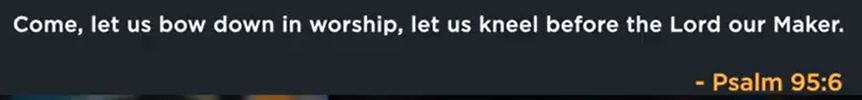 Come, let us bow down in worship, let us kneel before the Lord our Maker.
- Psalm 95:6